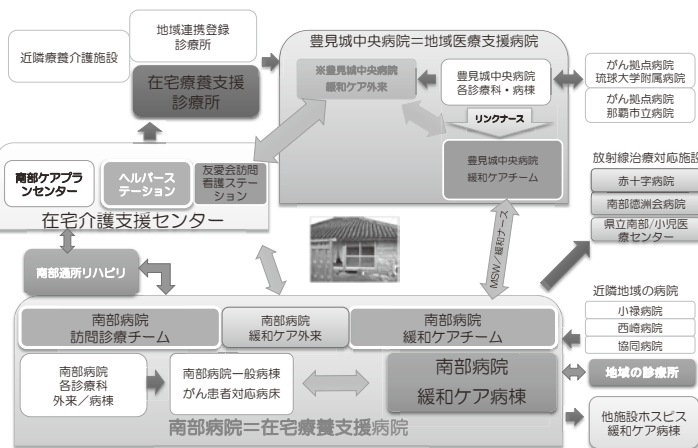 地域連携登録
診療所
近隣療養介護施設
在宅療養支援
診療所
豊見城中央病院＝地域医療支援病院
※豊見城中央病院
緩和ケア外来
豊見城中央病院
各診療科・病棟
リンクナース
豊見城中央病院
緩和ケアチーム
がん拠点病院
琉球大学附属病院
がん拠点病院
那覇市立病院
放射線治療対応施設
赤十字病院
南部徳洲会病院
県立南部/小児医
療センター
南部ケアプラ
ンセンター
ヘルパース
テーション
友愛会訪問
看護ステー
ション
在宅介護支援センター
南部通所リハビリ
MSW／緩和ナース
近隣地域の病院
小禄病院
西崎病院
協同病院
地域の診療所
他施設ホスピス
緩和ケア病棟
南部病院
訪問診療チーム
南部病院
緩和ケア外来
南部病院
緩和ケアチーム
南部病院
各診療科
外来／病棟
南部病院一般病棟
がん患者対応病床
南部病院
緩和ケア病棟
南部病院＝在宅療養支援病院